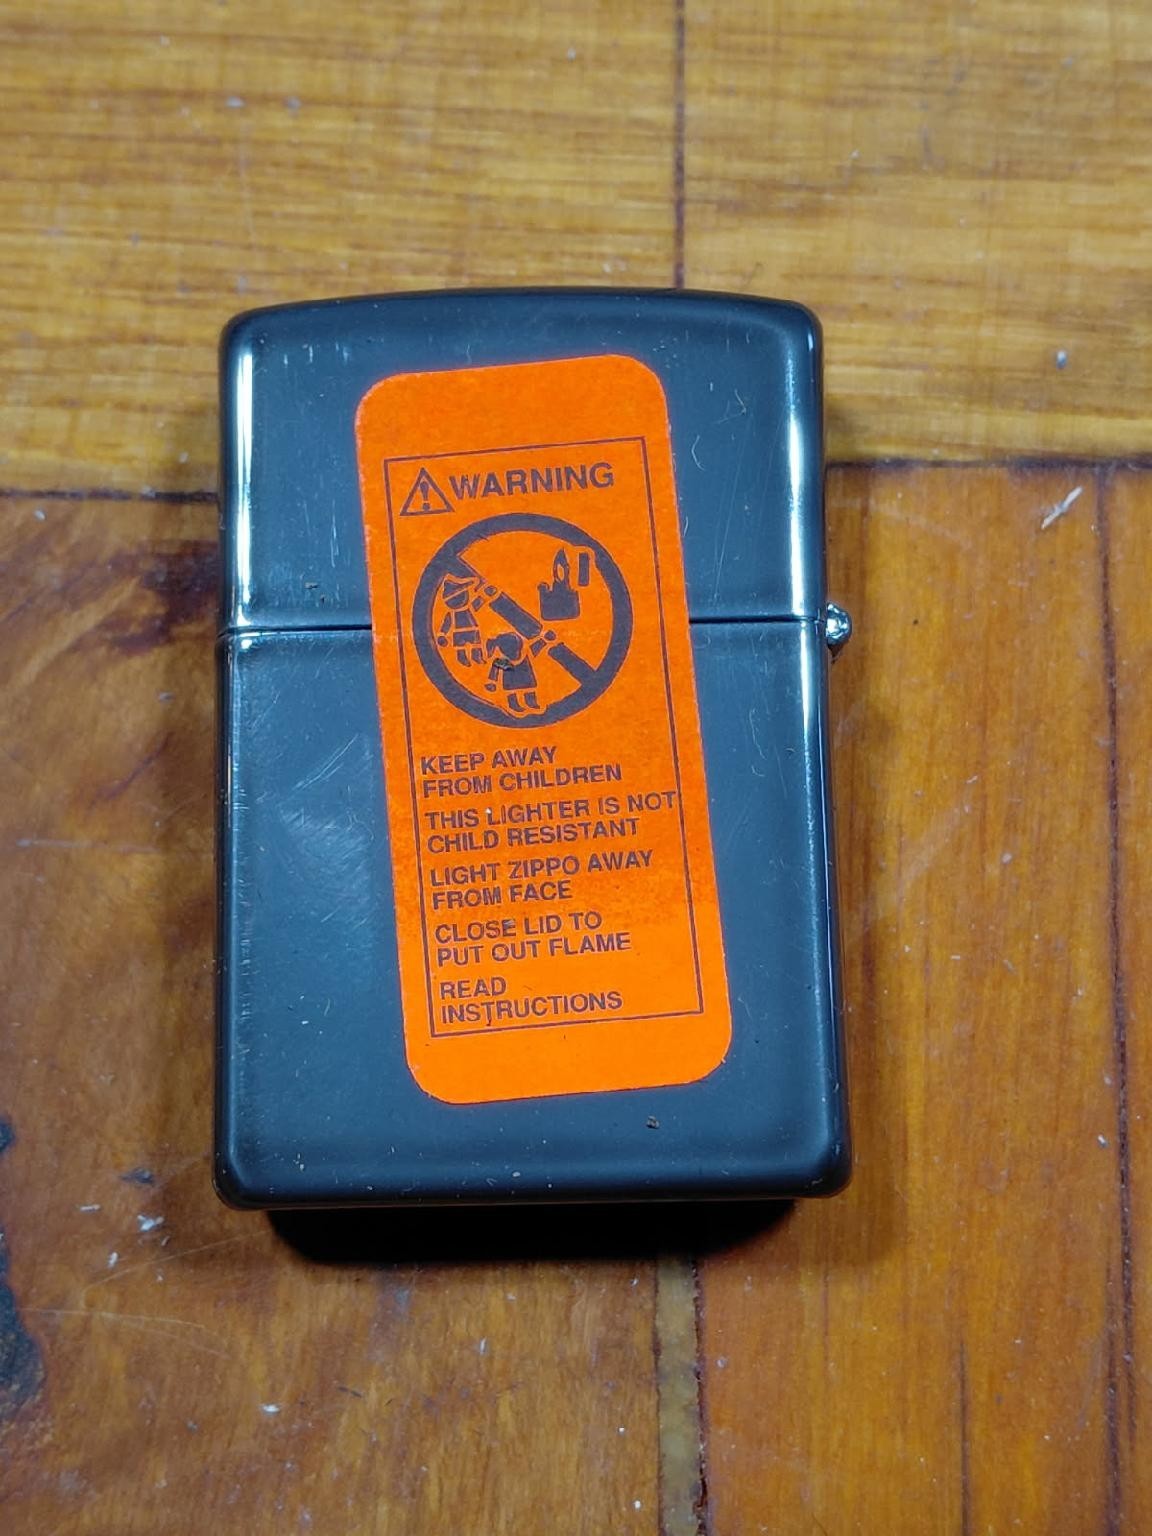 WARNING
KEEP AWAY
FROM CHILDREN
THIS LIGHTER IS NOT
CHILD RESISTANT
LIGHT ZIPPO AWAY
FROM FACE
CLOSE LID TO
PUT OUT FLAME
READ
INSTRUCTIONS